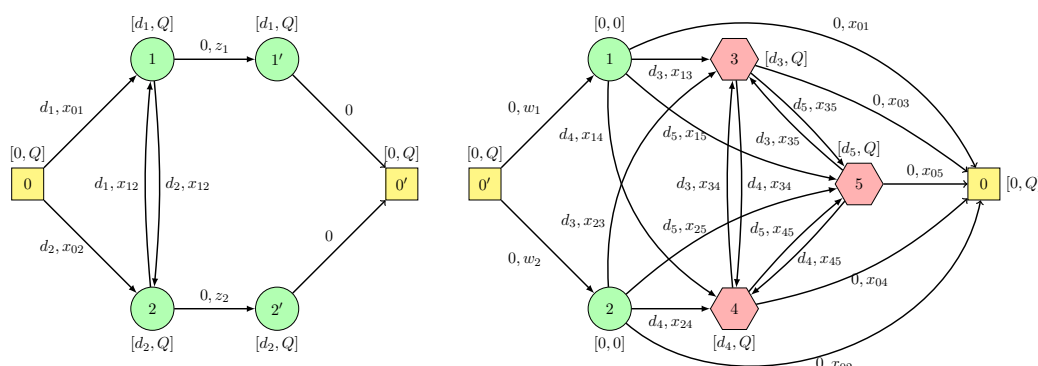 [d₁, Q]
[d₁, Q]
1
0, z₁
1′
d₁, x₀₁
0
[0, Q]
0
d₁, x₁₂
d₂, x₁₂
[0, Q]
0′
d₂, x₀₂
0
2
0, z₂
2′
[d₂, Q]
[d₂, Q]
[0, 0]
0, x₀₁
1
d₃, x₁₃
3
[d₃, Q]
0, w₁
d₄, x₁₄
d₅, x₁₅
d₅, x₃₅
0, x₀₃
d₃, x₃₅
[0, Q]
0′
d₃, x₃₄
d₄, x₃₄
[d₅, Q]
5
0, x₀₅
0
[0, Q
d₃, x₂₃
d₅, x₂₅
d₅, x₄₅
d₄, x₄₅
0, w₂
0, x₀₄
2
d₄, x₂₄
4
[0, 0]
[d₄, Q]